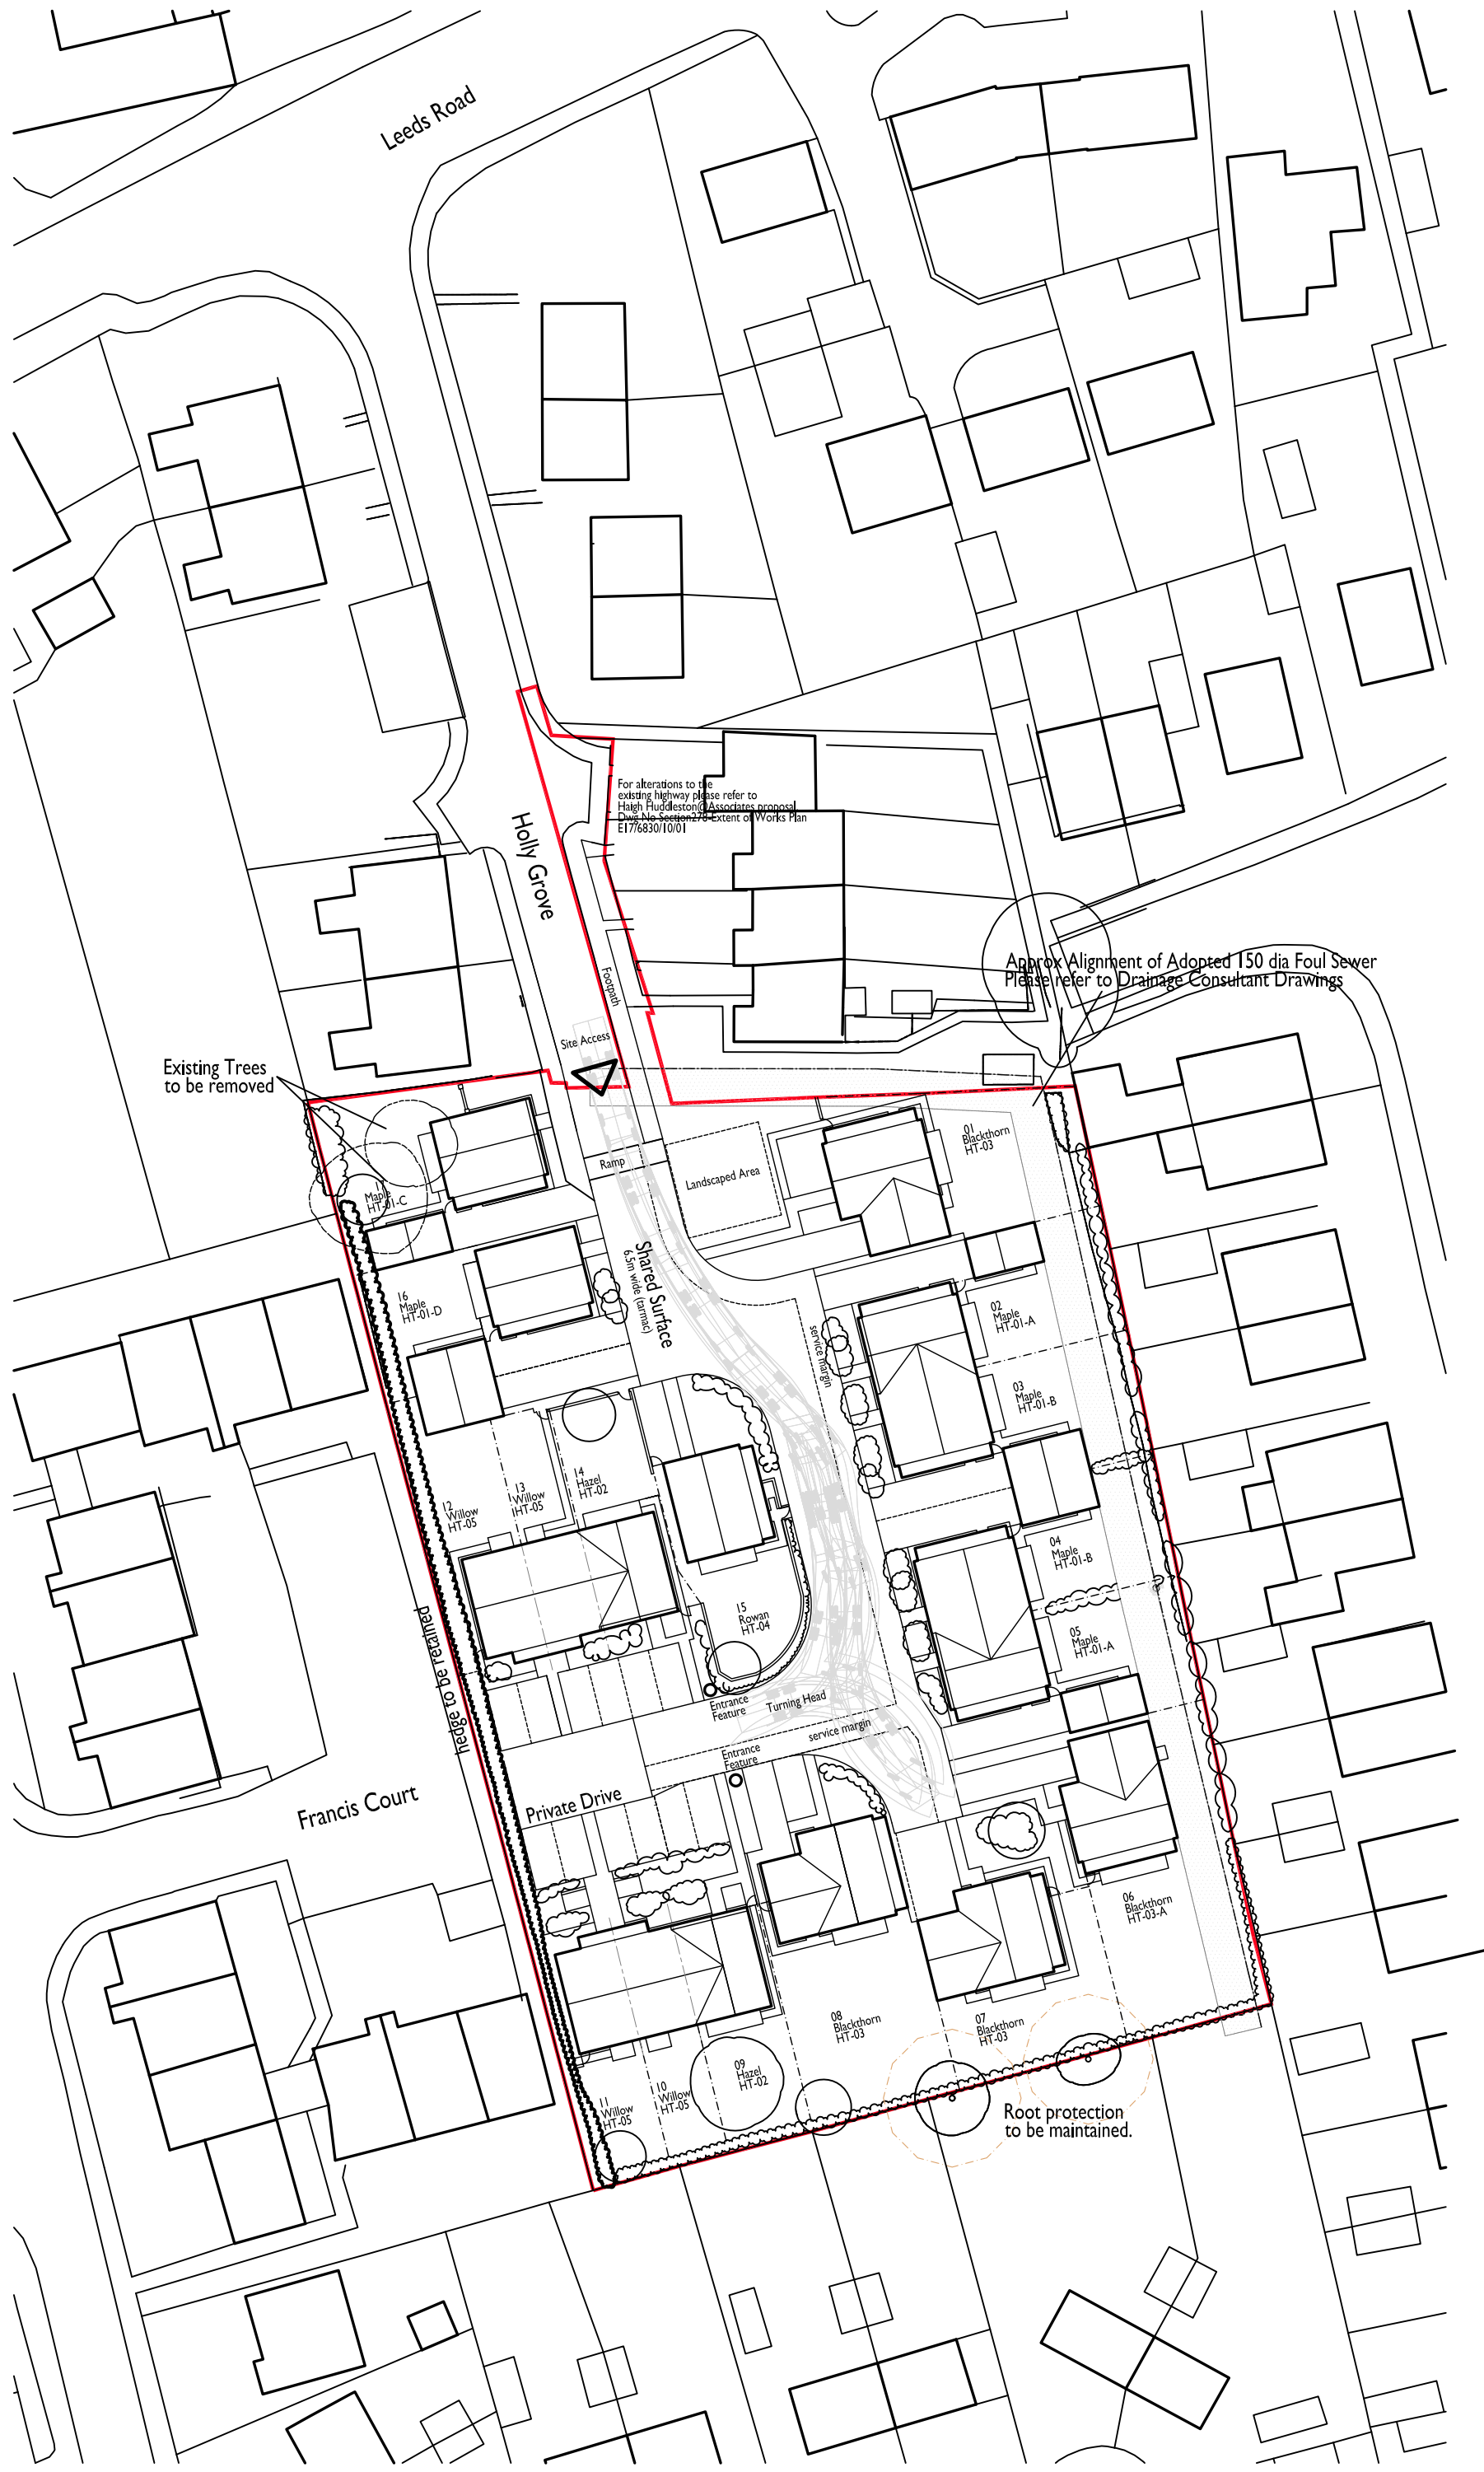 Leeds Road
For alterations to the
existing highway please refer to
Haigh Huddleston@Associates proposal
Dwg No Section278 Extent of Works Plan
E17/6830/10/01
Holly Grove
Footpath
Approx Alignment of Adopted 150 dia Foul Sewer
Please refer to Drainage Consultant Drawings
Site Access
Existing Trees
to be removed
Ramp
Landscaped Area
01
Blackthorn
HT-03
17
Maple
HT-01-C
Shared Surface
6.5m wide (tarmac)
16
Maple
HT-01-D
service margin
02
Maple
HT-01-A
03
Maple
HT-01-B
14
Hazel
HT-02
13
Willow
HT-05
12
Willow
HT-05
04
Maple
HT-01-B
15
Rowan
HT-04
05
Maple
HT-01-A
hedge to be retained
Entrance
Feature
Turning Head
service margin
Entrance
Feature
Private Drive
Francis Court
06
Blackthorn
HT-03-A
08
Blackthorn
HT-03
07
Blackthorn
HT-03
09
Hazel
HT-02
10
Willow
HT-05
11
Willow
HT-05
Root protection
to be maintained.